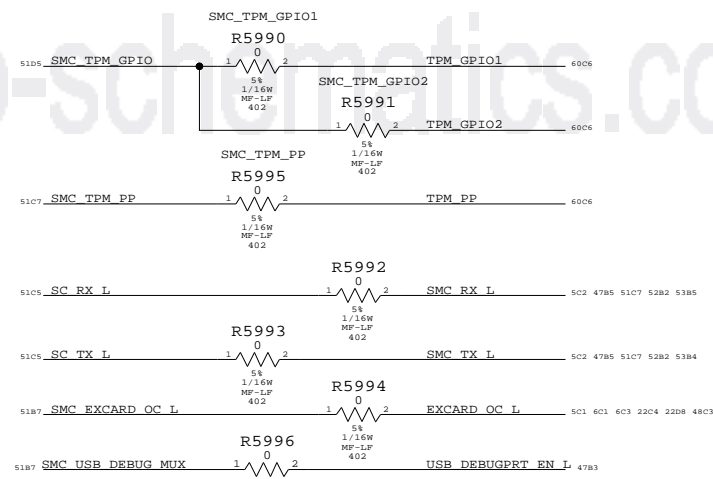 SMC_TPM_GPIO1
R5990
0
51D5 SMC_TPM_GPIO 1 2 TPM_GPIO1 60C6
5%
1/16W
MF-LF
402
SMC_TPM_GPIO2
R5991
0
1 2 TPM_GPIO2 60C6
5%
1/16W
MF-LF
402
SMC_TPM_PP
R5995
0
51C7 SMC_TPM_PP 1 2 TPM_PP 60C6
5%
1/16W
MF-LF
402
R5992
0
51C5 SC_RX_L 1 2 SMC_RX_L 5C2 47B5 51C7 52B2 53B5
5%
1/16W
MF-LF
402
R5993
0
51C5 SC_TX_L 1 2 SMC_TX_L 5C2 47B5 51C7 52B2 53B4
5%
1/16W
MF-LF
402
R5994
0
51B7 SMC_EXCARD_OC_L 1 2 EXCARD_OC_L 5C1 6C1 6C3 22C4 22D8 48C3
5%
1/16W
MF-LF
402
R5996
0
51B7 SMC_USB_DEBUG_MUX 1 2 USB_DEBUGPRT_EN_L 47B3
-schematics.co